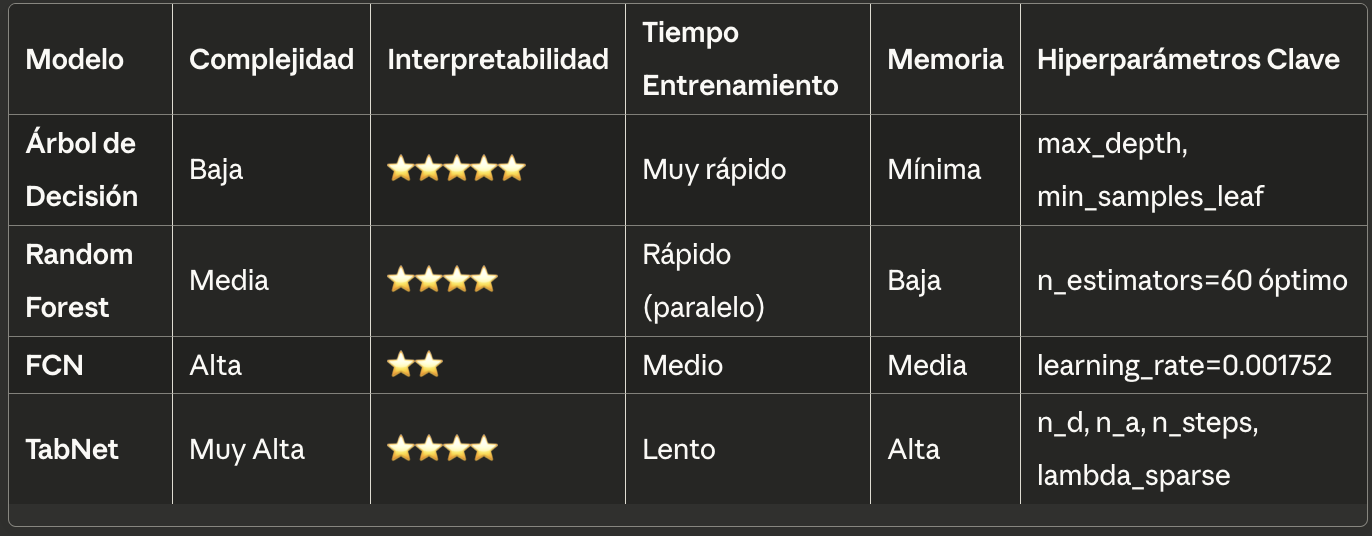 Modelo
Complejidad
Interpretabilidad
Tiempo
Entrenamiento
Memoria
Hiperparámetros Clave
Árbol de
Decisión
Baja
⭐⭐⭐⭐⭐
Muy rápido
Mínima
max_depth,
min_samples_leaf
Random
Forest
Media
⭐⭐⭐⭐
Rápido
(paralelo)
Baja
n_estimators=60 óptimo
FCN
Alta
⭐⭐
Medio
Media
learning_rate=0.001752
TabNet
Muy Alta
⭐⭐⭐⭐
Lento
Alta
n_d, n_a, n_steps,
lambda_sparse